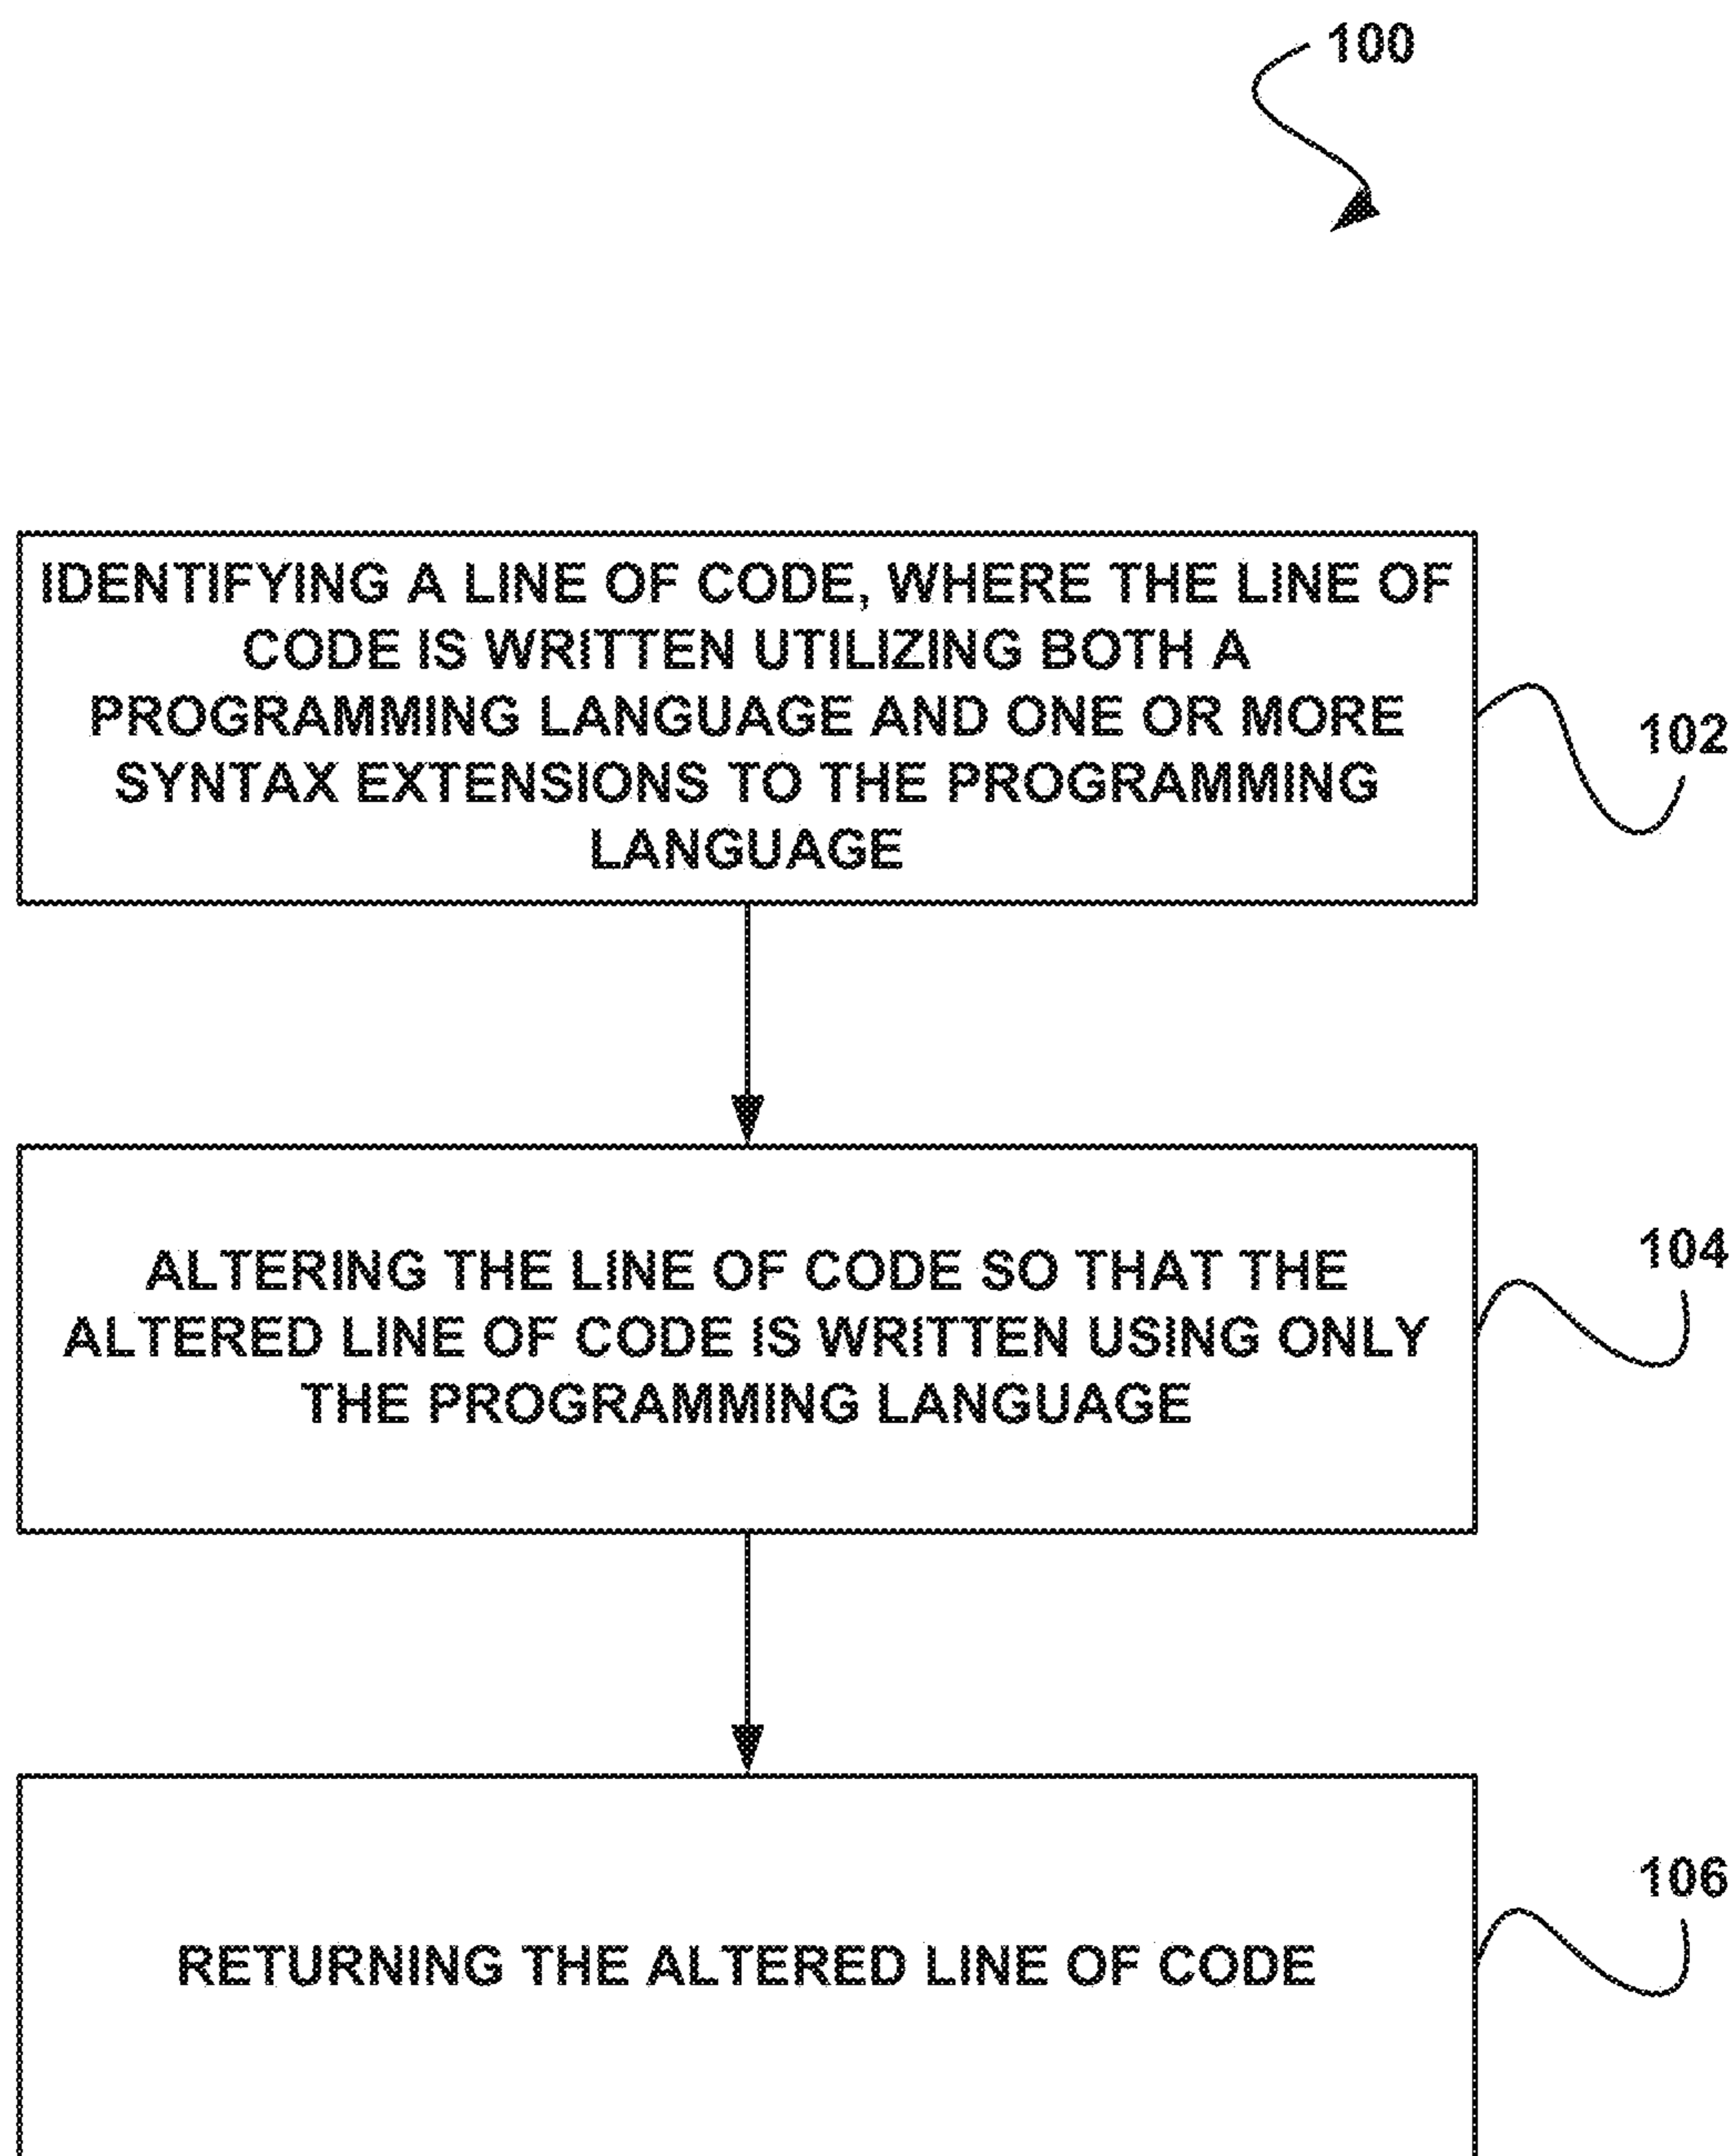 100
IDENTIFYING A LINE OF CODE, WHERE THE LINE OF
CODE IS WRITTEN UTILIZING BOTH A
PROGRAMMING LANGUAGE AND ONE OR MORE
SYNTAX EXTENSIONS TO THE PROGRAMMING
LANGUAGE
102
ALTERING THE LINE OF CODE SO THAT THE
ALTERED LINE OF CODE IS WRITTEN USING ONLY
THE PROGRAMMING LANGUAGE
104
RETURNING THE ALTERED LINE OF CODE
106